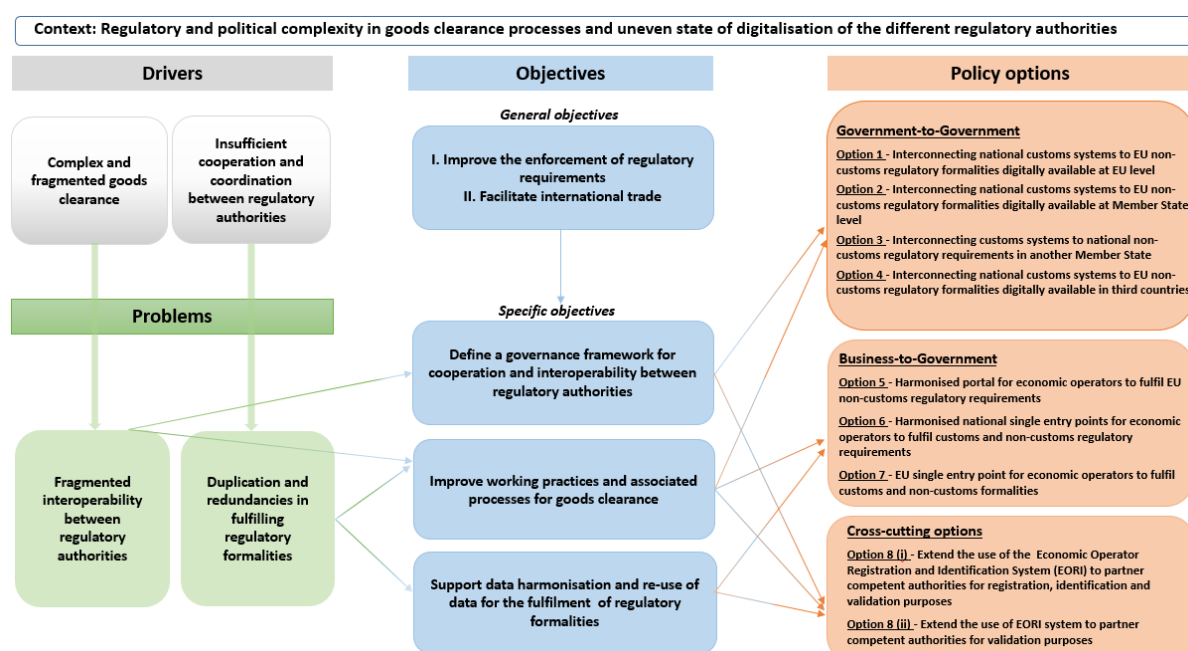 Context: Regulatory and political complexity in goods clearance processes and uneven state of digitalisation of the different regulatory authorities
Drivers
Complex and
fragmented goods
clearance
Insufficient
cooperation and
coordination
between regulatory
authorities
Problems
Fragmented
interoperability
between
regulatory
authorities
Duplication and
redundancies in
fulfilling
regulatory
formalities
Objectives
General objectives
I. Improve the enforcement of regulatory
requirements
II. Facilitate international trade
Specific objectives
Define a governance framework for
cooperation and interoperability between
regulatory authorities
Improve working practices and associated
processes for goods clearance
Support data harmonisation and re-use of
data for the fulfilment of regulatory
formalities
Policy options
Government-to-Government
Option 1 - Interconnecting national customs systems to EU non-
customs regulatory formalities digitally available at EU level
Option 2 - Interconnecting national customs systems to EU non-
customs regulatory formalities digitally available at Member State
level
Option 3 - Interconnecting customs systems to national non-
customs regulatory requirements in another Member State
Option 4 - Interconnecting national customs systems to EU non-
customs regulatory formalities digitally available in third countries
Business-to-Government
Option 5 - Harmonised portal for economic operators to fulfil EU
non-customs regulatory requirements
Option 6 - Harmonised national single entry points for economic
operators to fulfil customs and non-customs regulatory
requirements
Option 7 - EU single entry point for economic operators to fulfil
customs and non-customs formalities
Cross-cutting options
Option 8 (i) - Extend the use of the Economic Operator
Registration and Identification System (EORI) to partner
competent authorities for registration, identification and
validation purposes
Option 8 (ii) - Extend the use of EORI system to partner
competent authorities for validation purposes